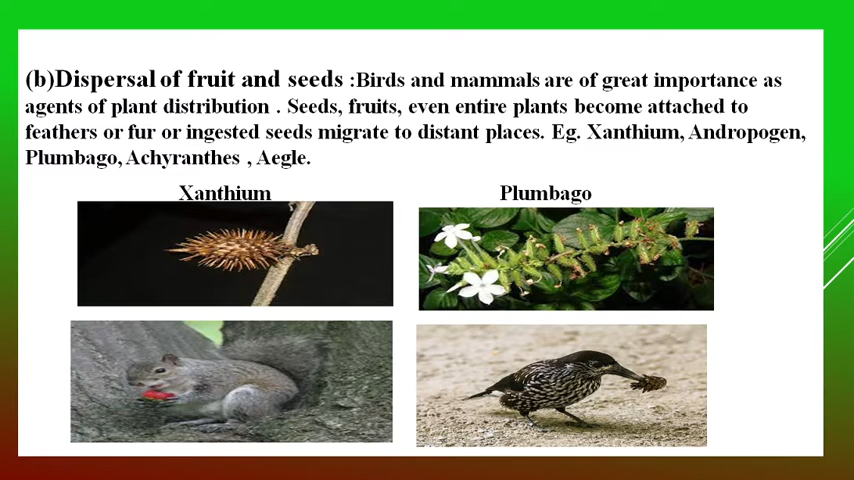 (b)Dispersal of fruit and seeds :Birds and mammals are of great importance as
agents of plant distribution . Seeds, fruits, even entire plants become attached to
feathers or fur or ingested seeds migrate to distant places. Eg. Xanthium, Andropogen,
Plumbago, Achyranthes , Aegle.
Xanthium Plumbago